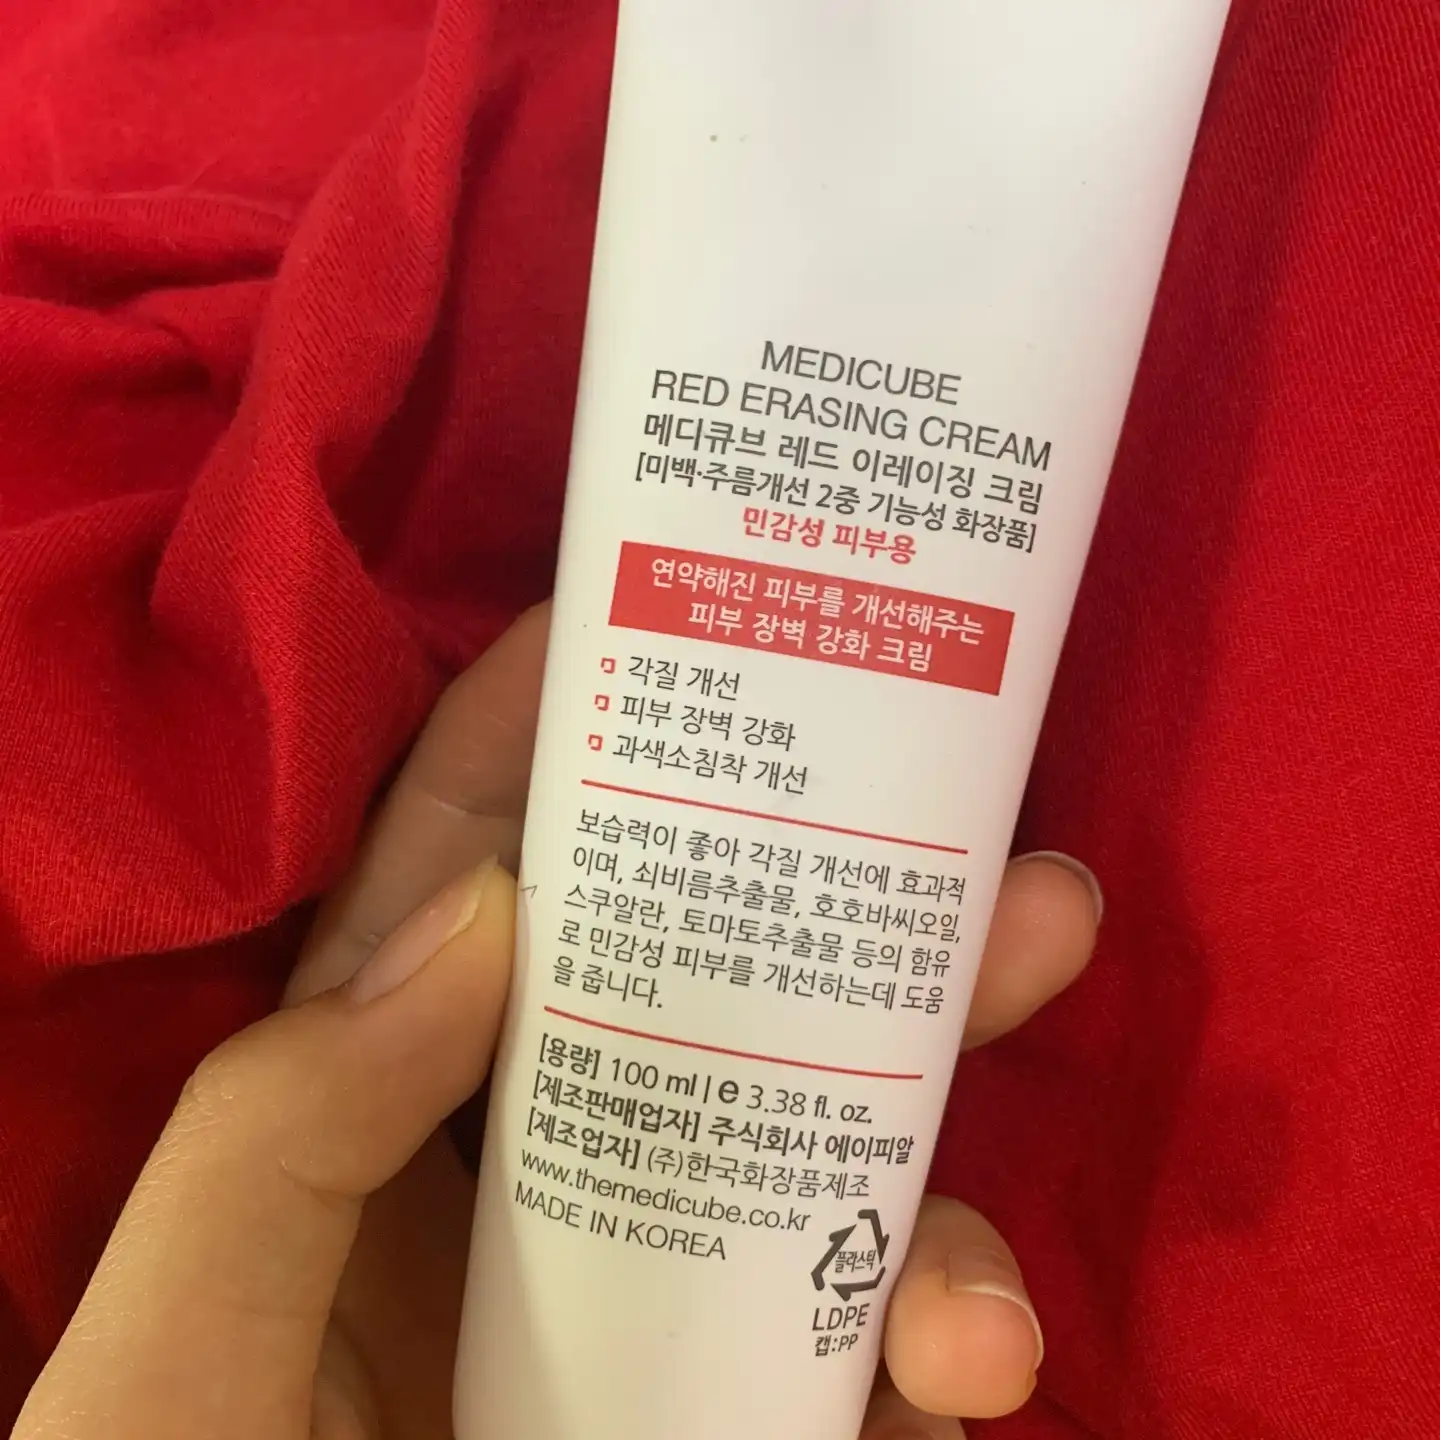 MEDICUBE
RED ERASING CREAM
메디큐브 레드 이레이징 크림
[미백·주름개선 2중 기능성 화장품]
민감성 피부용
연약해진 피부를 개선해주는
피부 장벽 강화 크림
각질 개선
피부 장벽 강화
과색소침착 개선
보습력이 좋아 각질 개선에 효과적
이며, 쇠비름추출물, 호호바씨오일,
스쿠알란, 토마토추출물 등의 함유
로 민감성 피부를 개선하는데 도움
을 줍니다.
[용량] 100 ml | e 3.38 fl. oz.
[제조판매업자] 주식회사 에이피알
[제조업자] (주)한국화장품제조
www.themedicube.co.kr
MADE IN KOREA
플라스틱
LDPE
캡:PP